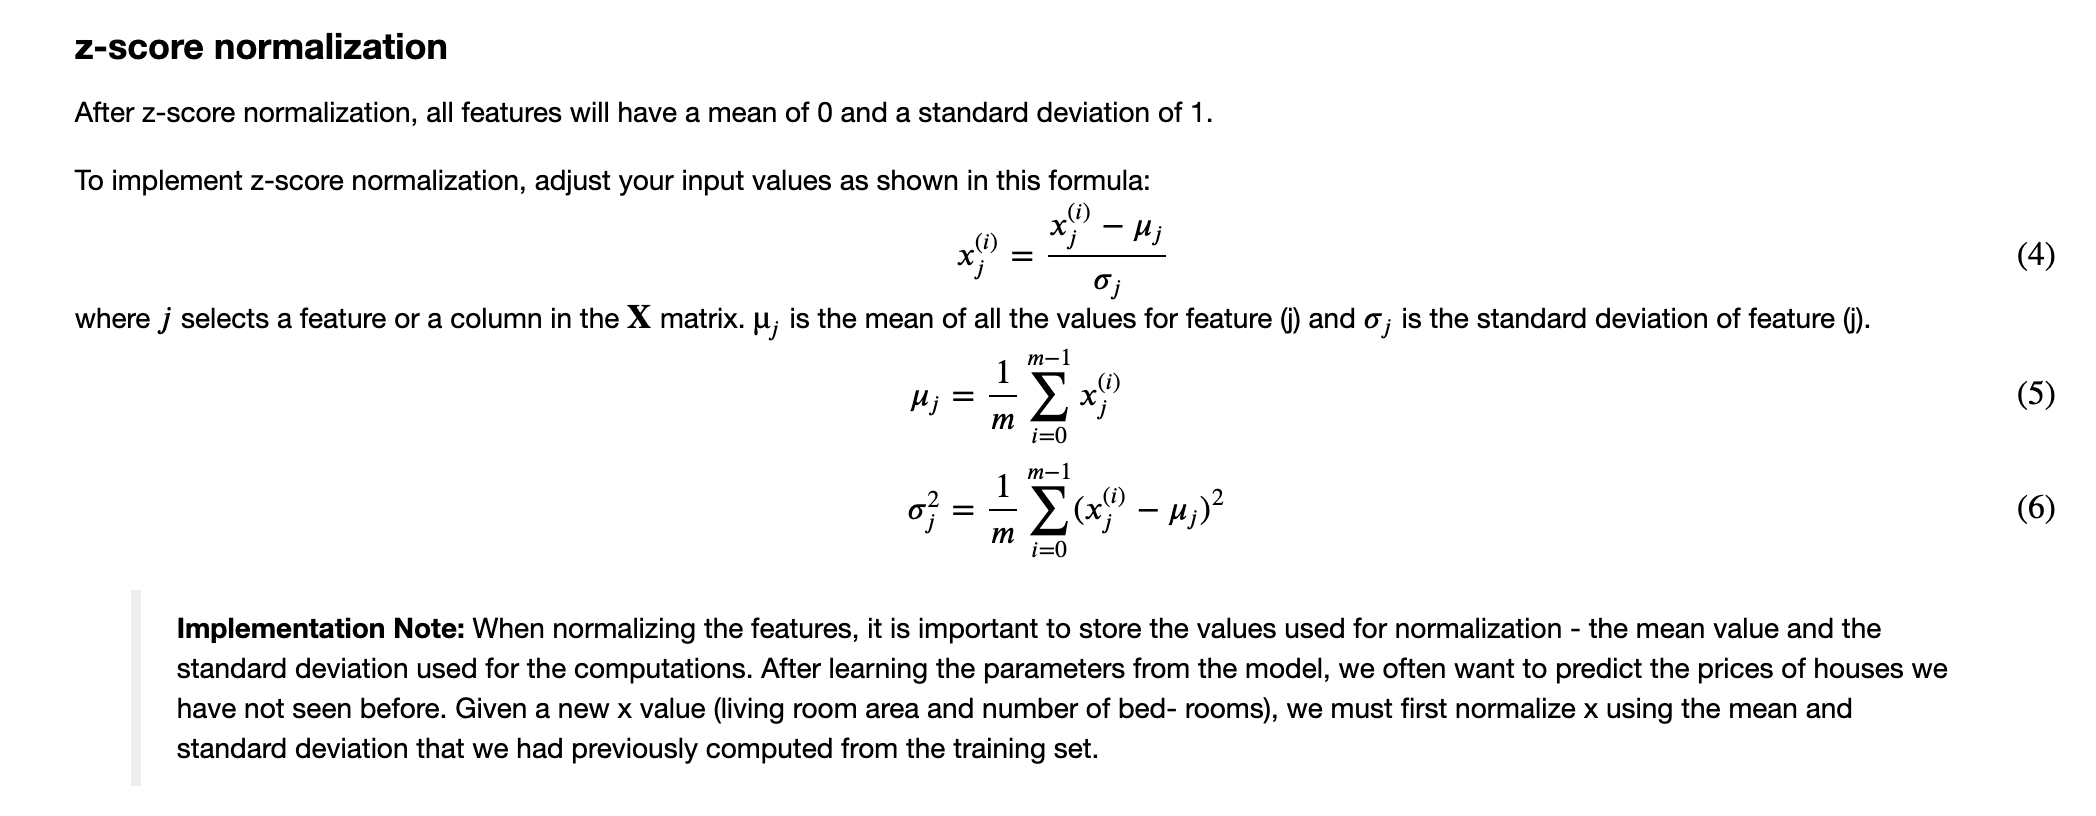 z-score normalization
After z-score normalization, all features will have a mean of 0 and a standard deviation of 1.
To implement z-score normalization, adjust your input values as shown in this formula:
$x_j^{(i)} = \frac{x_j^{(i)} - \mu_j}{\sigma_j}$ (4)
where $j$ selects a feature or a column in the $\mathbf{X}$ matrix. $µ_j$ is the mean of all the values for feature (j) and $\sigma_j$ is the standard deviation of feature (j).
$\mu_j = \frac{1}{m} \sum_{i=0}^{m-1} x_j^{(i)}$ (5)
$\sigma_j^2 = \frac{1}{m} \sum_{i=0}^{m-1} (x_j^{(i)} - \mu_j)^2$ (6)
Implementation Note: When normalizing the features, it is important to store the values used for normalization - the mean value and the
standard deviation used for the computations. After learning the parameters from the model, we often want to predict the prices of houses we
have not seen before. Given a new x value (living room area and number of bed- rooms), we must first normalize x using the mean and
standard deviation that we had previously computed from the training set.